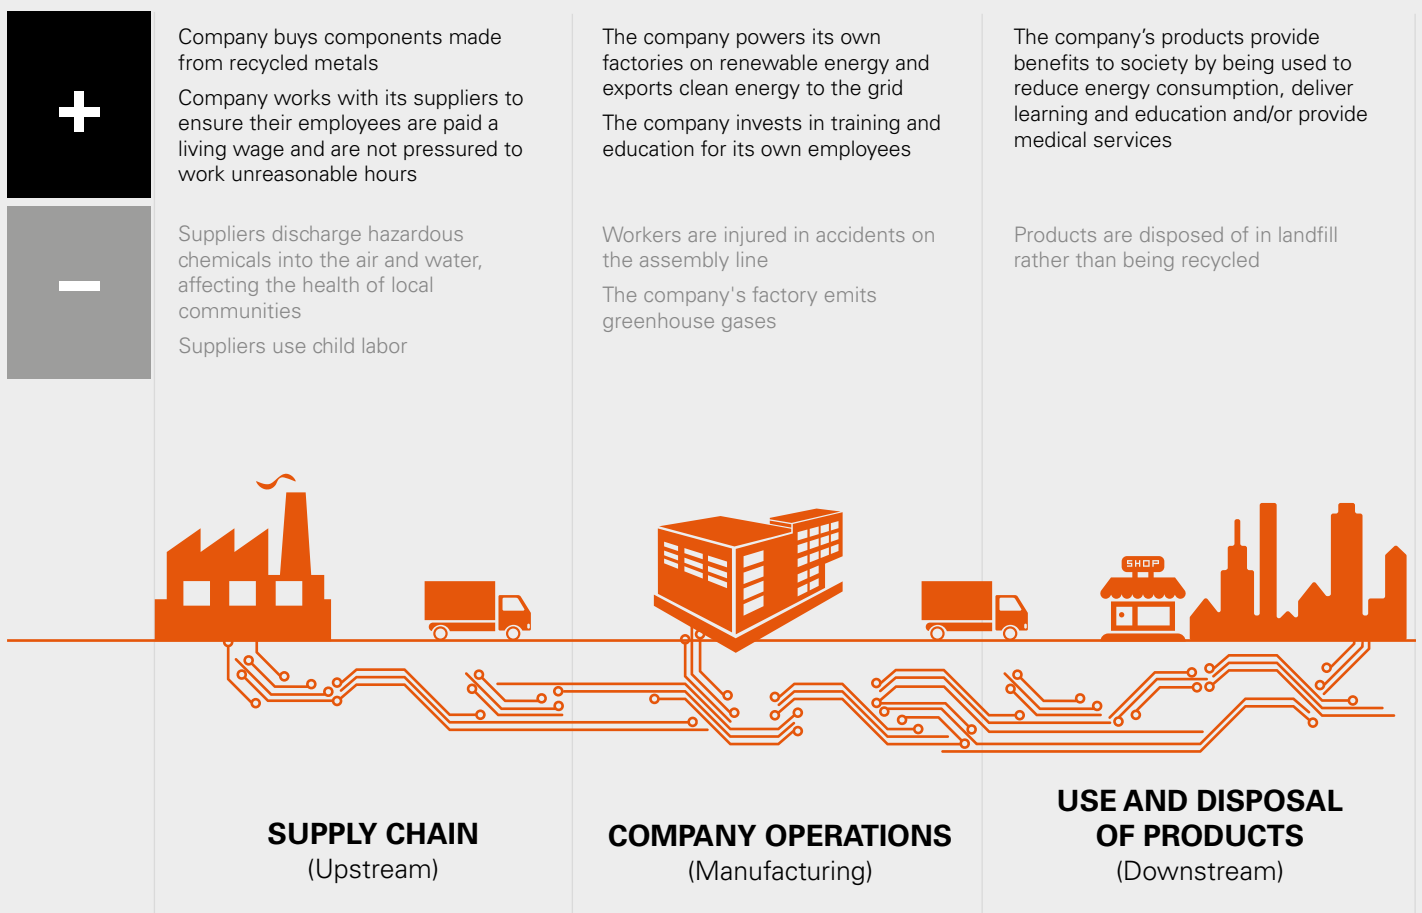 +
Company buys components made
from recycled metals
Company works with its suppliers to
ensure their employees are paid a
living wage and are not pressured to
work unreasonable hours
The company powers its own
factories on renewable energy and
exports clean energy to the grid
The company invests in training and
education for its own employees
The company’s products provide
benefits to society by being used to
reduce energy consumption, deliver
learning and education and/or provide
medical services
–
Suppliers discharge hazardous
chemicals into the air and water,
affecting the health of local
communities
Suppliers use child labor
Workers are injured in accidents on
the assembly line
The company's factory emits
greenhouse gases
Products are disposed of in landfill
rather than being recycled
SHOP
SUPPLY CHAIN
(Upstream)
COMPANY OPERATIONS
(Manufacturing)
USE AND DISPOSAL
OF PRODUCTS
(Downstream)